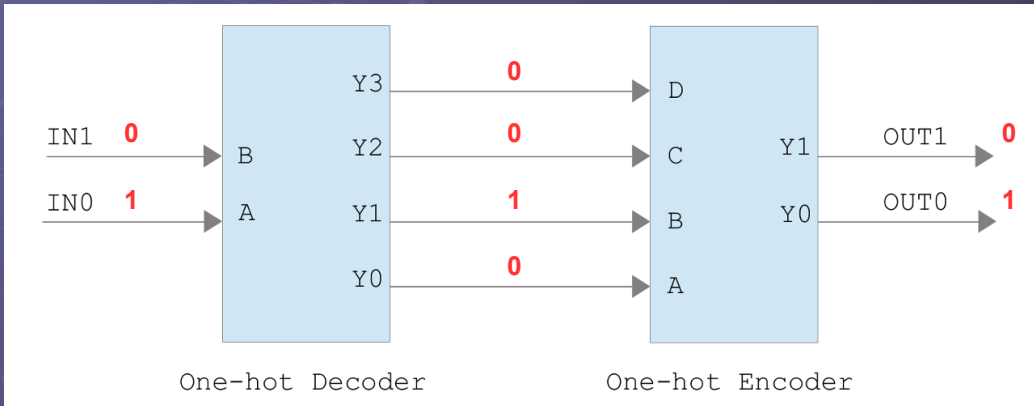 Y3 0 D
IN1 0 B Y2 0 C Y1 OUT1 0
IN0 1 A Y1 1 B Y0 OUT0 1
Y0 0 A
One-hot Decoder One-hot Encoder